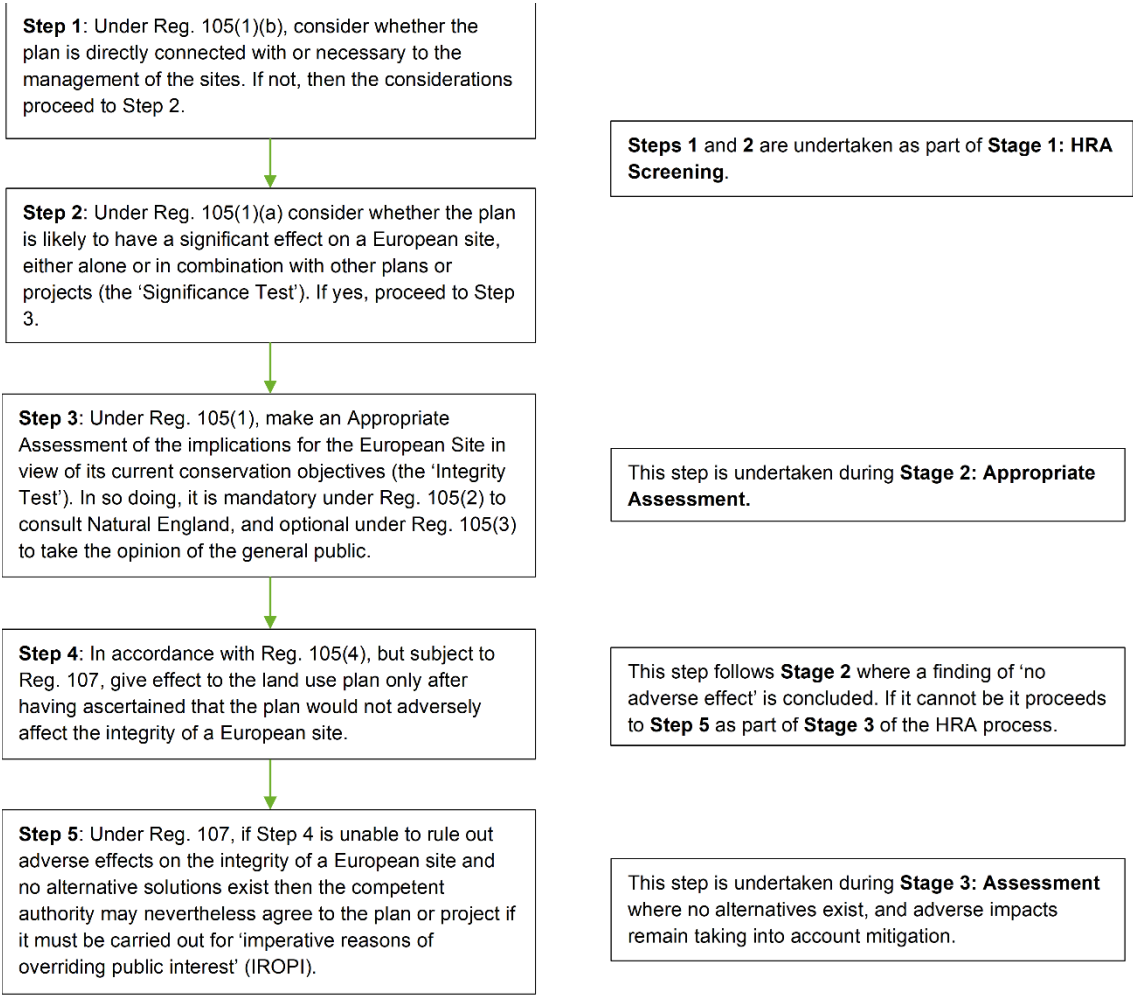 Step 1: Under Reg. 105(1)(b), consider whether the
plan is directly connected with or necessary to the
management of the sites. If not, then the considerations
proceed to Step 2.
Steps 1 and 2 are undertaken as part of Stage 1: HRA
Screening.
Step 2: Under Reg. 105(1)(a) consider whether the plan
is likely to have a significant effect on a European site,
either alone or in combination with other plans or
projects (the ‘Significance Test’). If yes, proceed to Step
3.
Step 3: Under Reg. 105(1), make an Appropriate
Assessment of the implications for the European Site in
view of its current conservation objectives (the ‘Integrity
Test’). In so doing, it is mandatory under Reg. 105(2) to
consult Natural England, and optional under Reg. 105(3)
to take the opinion of the general public.
This step is undertaken during Stage 2: Appropriate
Assessment.
Step 4: In accordance with Reg. 105(4), but subject to
Reg. 107, give effect to the land use plan only after
having ascertained that the plan would not adversely
affect the integrity of a European site.
This step follows Stage 2 where a finding of ‘no
adverse effect’ is concluded. If it cannot be it proceeds
to Step 5 as part of Stage 3 of the HRA process.
Step 5: Under Reg. 107, if Step 4 is unable to rule out
adverse effects on the integrity of a European site and
no alternative solutions exist then the competent
authority may nevertheless agree to the plan or project if
it must be carried out for ‘imperative reasons of
overriding public interest’ (IROPI).
This step is undertaken during Stage 3: Assessment
where no alternatives exist, and adverse impacts
remain taking into account mitigation.